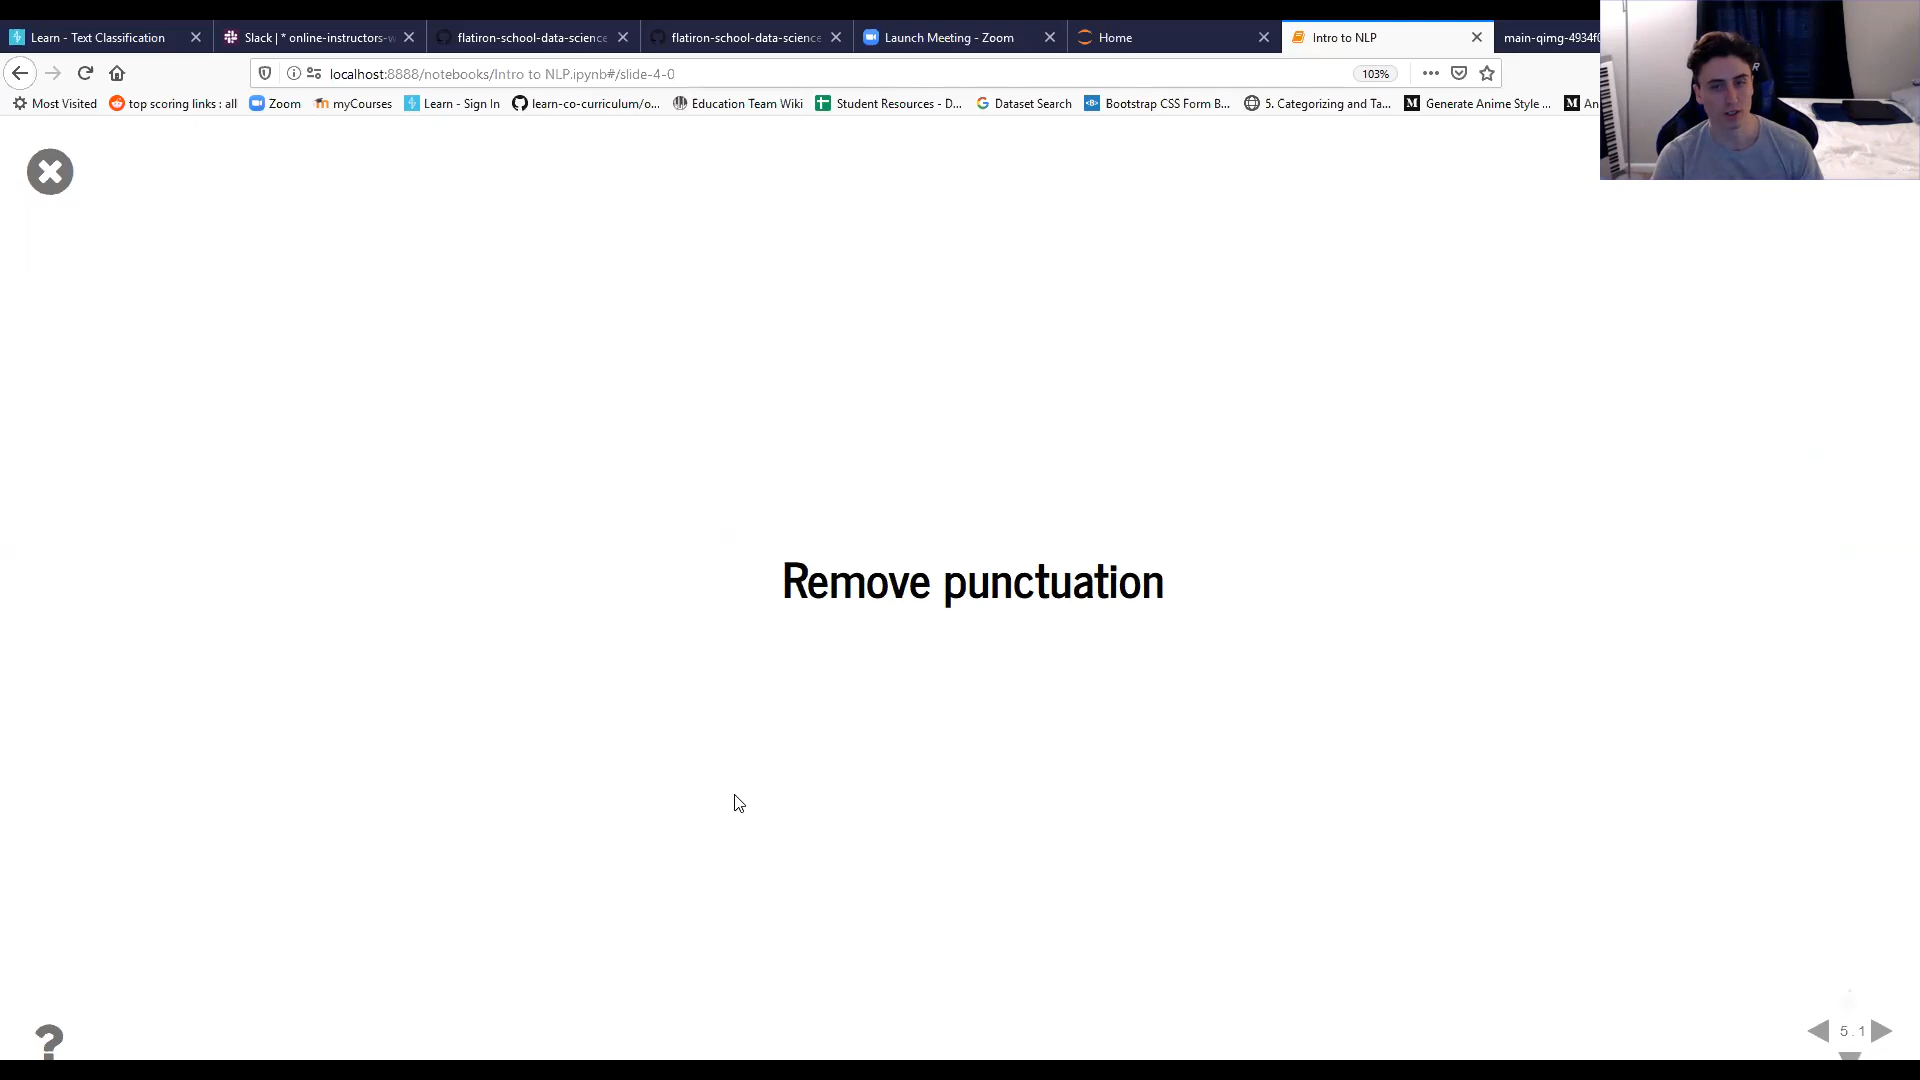 Learn - Text Classification
Slack | * online-instructors-w
flatiron-school-data-science
flatiron-school-data-science
Launch Meeting - Zoom
Home
Intro to NLP
main-qimg-4934f
localhost:8888/notebooks/Intro to NLP.ipynb#/slide-4-0
103%
Most Visited
top scoring links : all
Zoom
myCourses
Learn - Sign In
learn-co-curriculum/o...
Education Team Wiki
Student Resources - D...
Dataset Search
Bootstrap CSS Form B...
5. Categorizing and Ta...
Generate Anime Style ...
An
Remove punctuation
?
5.1